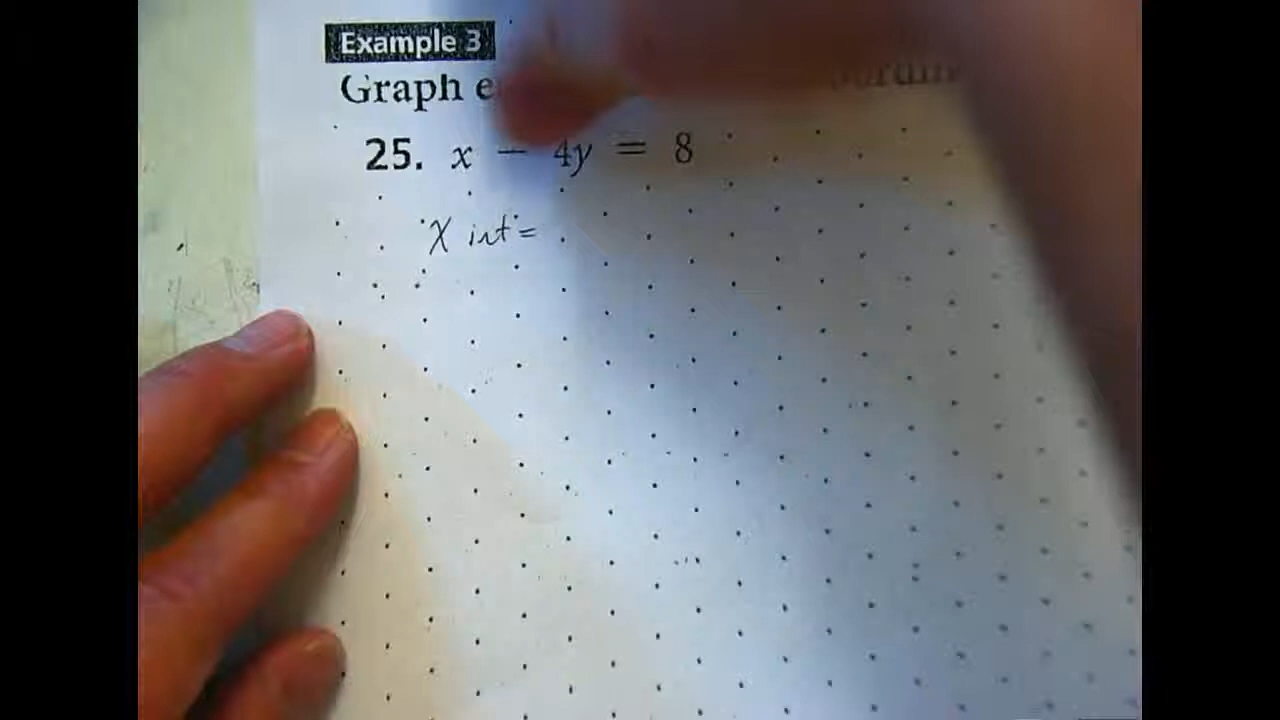 Example 3
Graph
25. x − 4y = 8
X int =